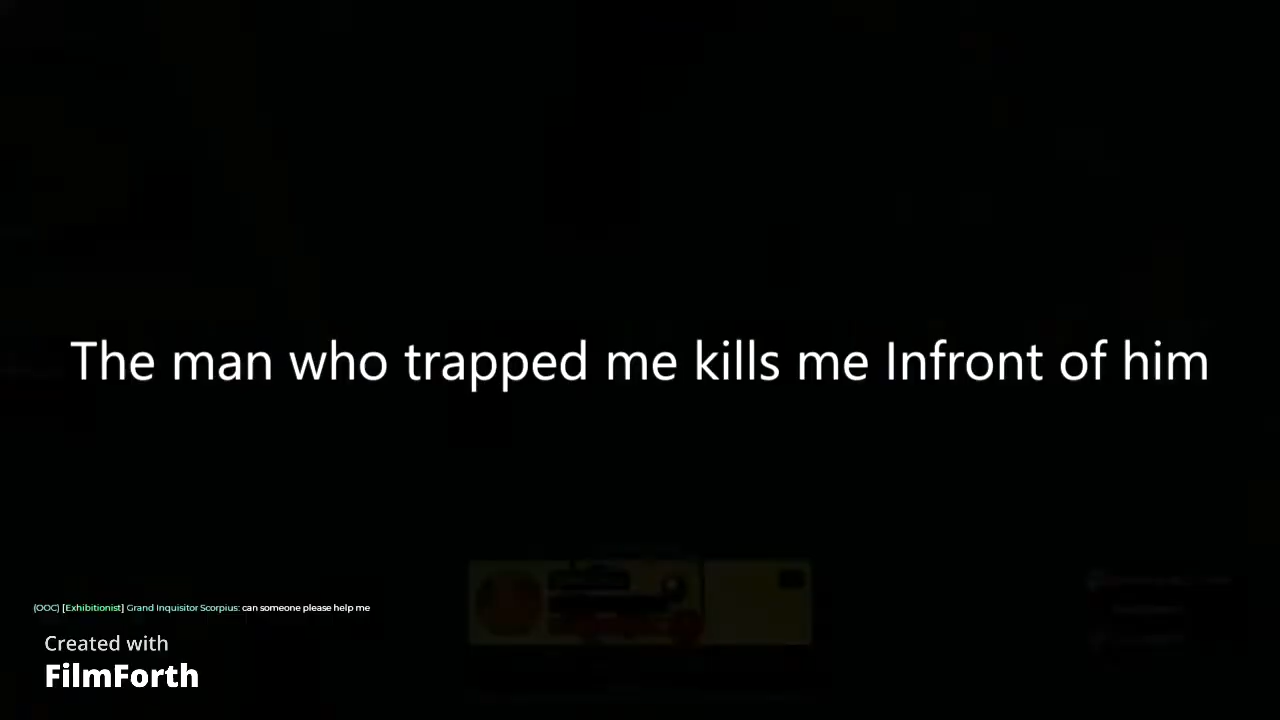 The man who trapped me kills me Infront of him
(OOC) [Exhibitionist] Grand Inquisitor Scorpius: can someone please help me
Created with
FilmForth